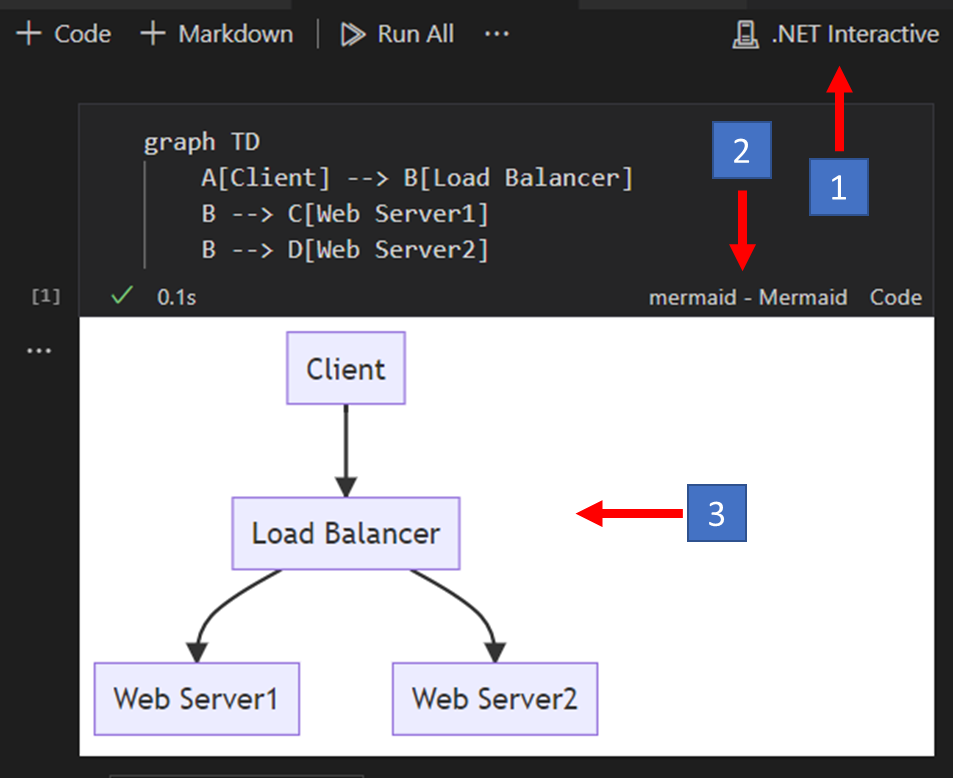 + Code + Markdown | Run All ··· .NET Interactive
graph TD
A[Client] --> B[Load Balancer]
B --> C[Web Server1]
B --> D[Web Server2]
2
1
[1] ✓ 0.1s mermaid - Mermaid Code
...
Client
Load Balancer
3
Web Server1 Web Server2